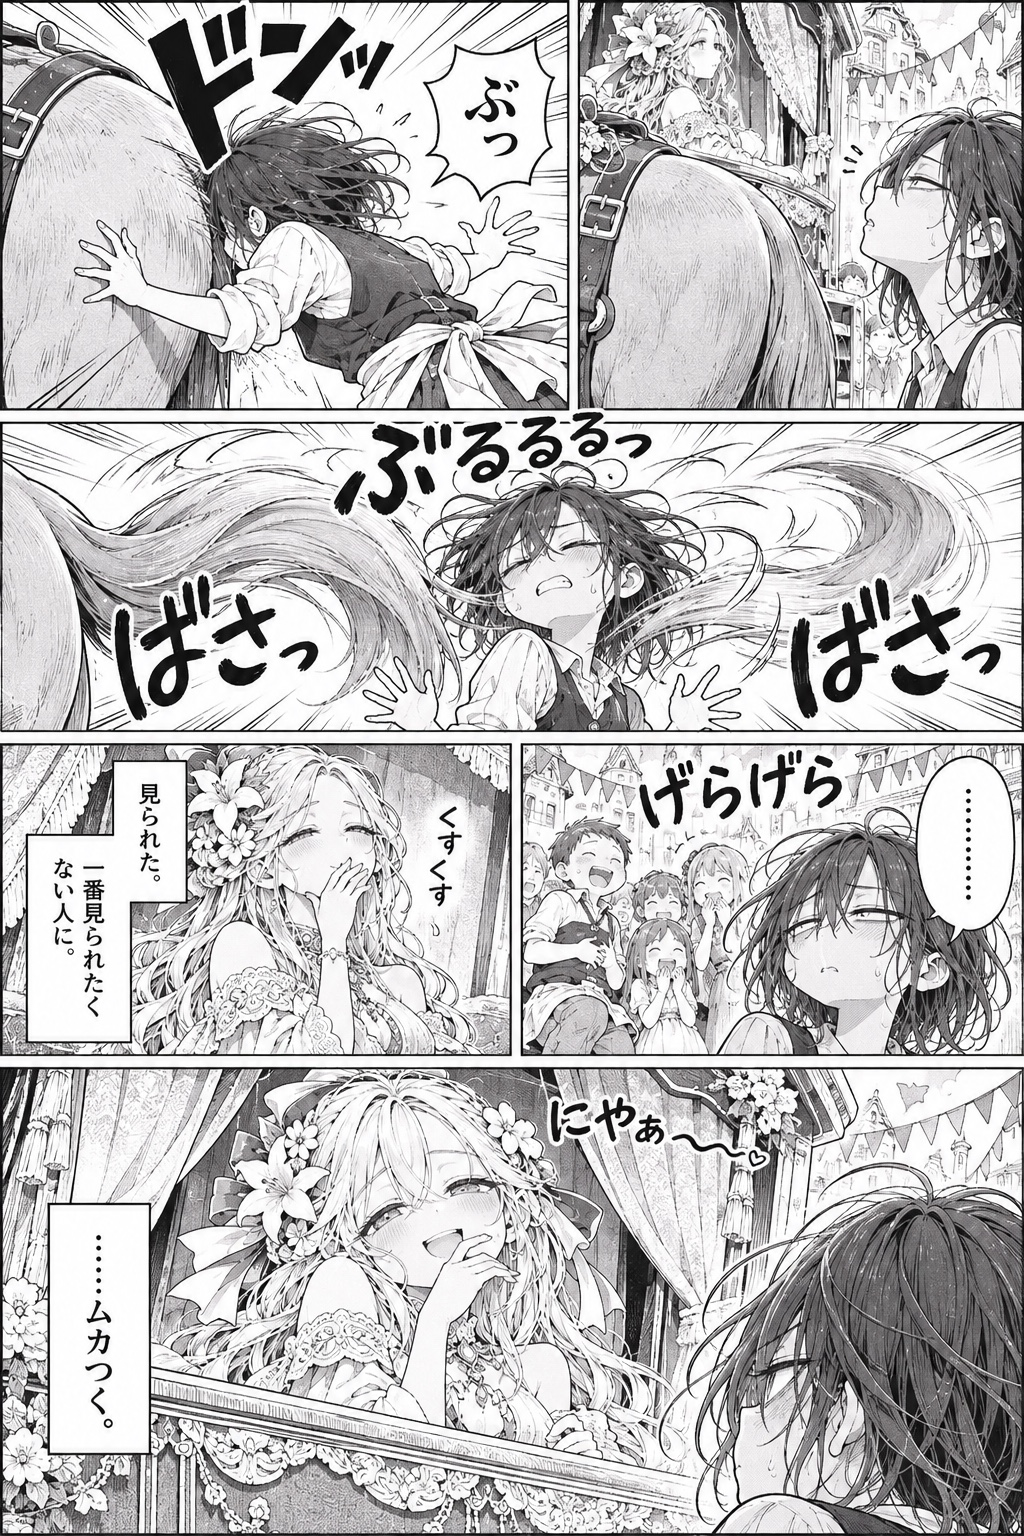 ドンッ
ぶっ
ぶるるるっ
ばさっ
ばさっ
…………
げらげら
くすくす
見られた。
一番見られたく
ない人に。
にやぁ～～♡
……ムカつく。